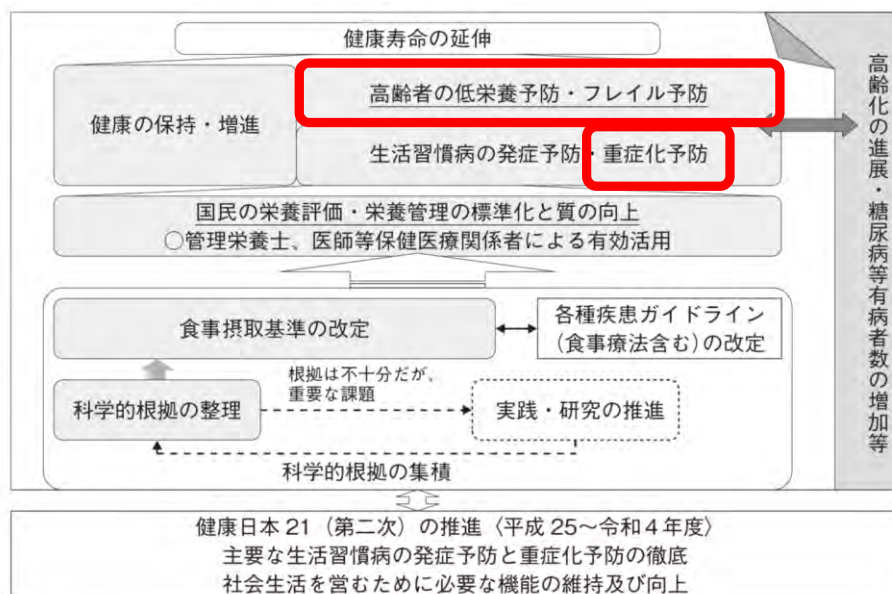 健康寿命の延伸
健康の保持・増進
高齢者の低栄養予防・フレイル予防
生活習慣病の発症予防・重症化予防
国民の栄養評価・栄養管理の標準化と質の向上
○管理栄養士、医師等保健医療関係者による有効活用
食事摂取基準の改定
各種疾患ガイドライン
(食事療法含む)の改定
根拠は不十分だが、
重要な課題
科学的根拠の整理
実践・研究の推進
科学的根拠の集積
高齢化の進展・糖尿病等有病者数の増加等
健康日本 21（第二次）の推進〈平成 25～令和４年度〉
主要な生活習慣病の発症予防と重症化予防の徹底
社会生活を営むために必要な機能の維持及び向上